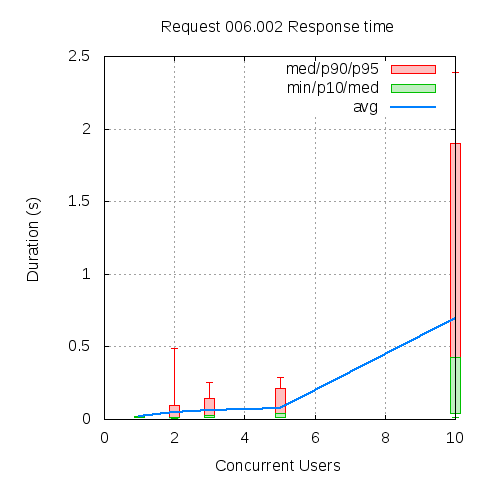 Request 006.002 Response time
med/p90/p95
min/p10/med
avg
2.5
2
1.5
1
0.5
0
Duration (s)
0 2 4 6 8 10
Concurrent Users